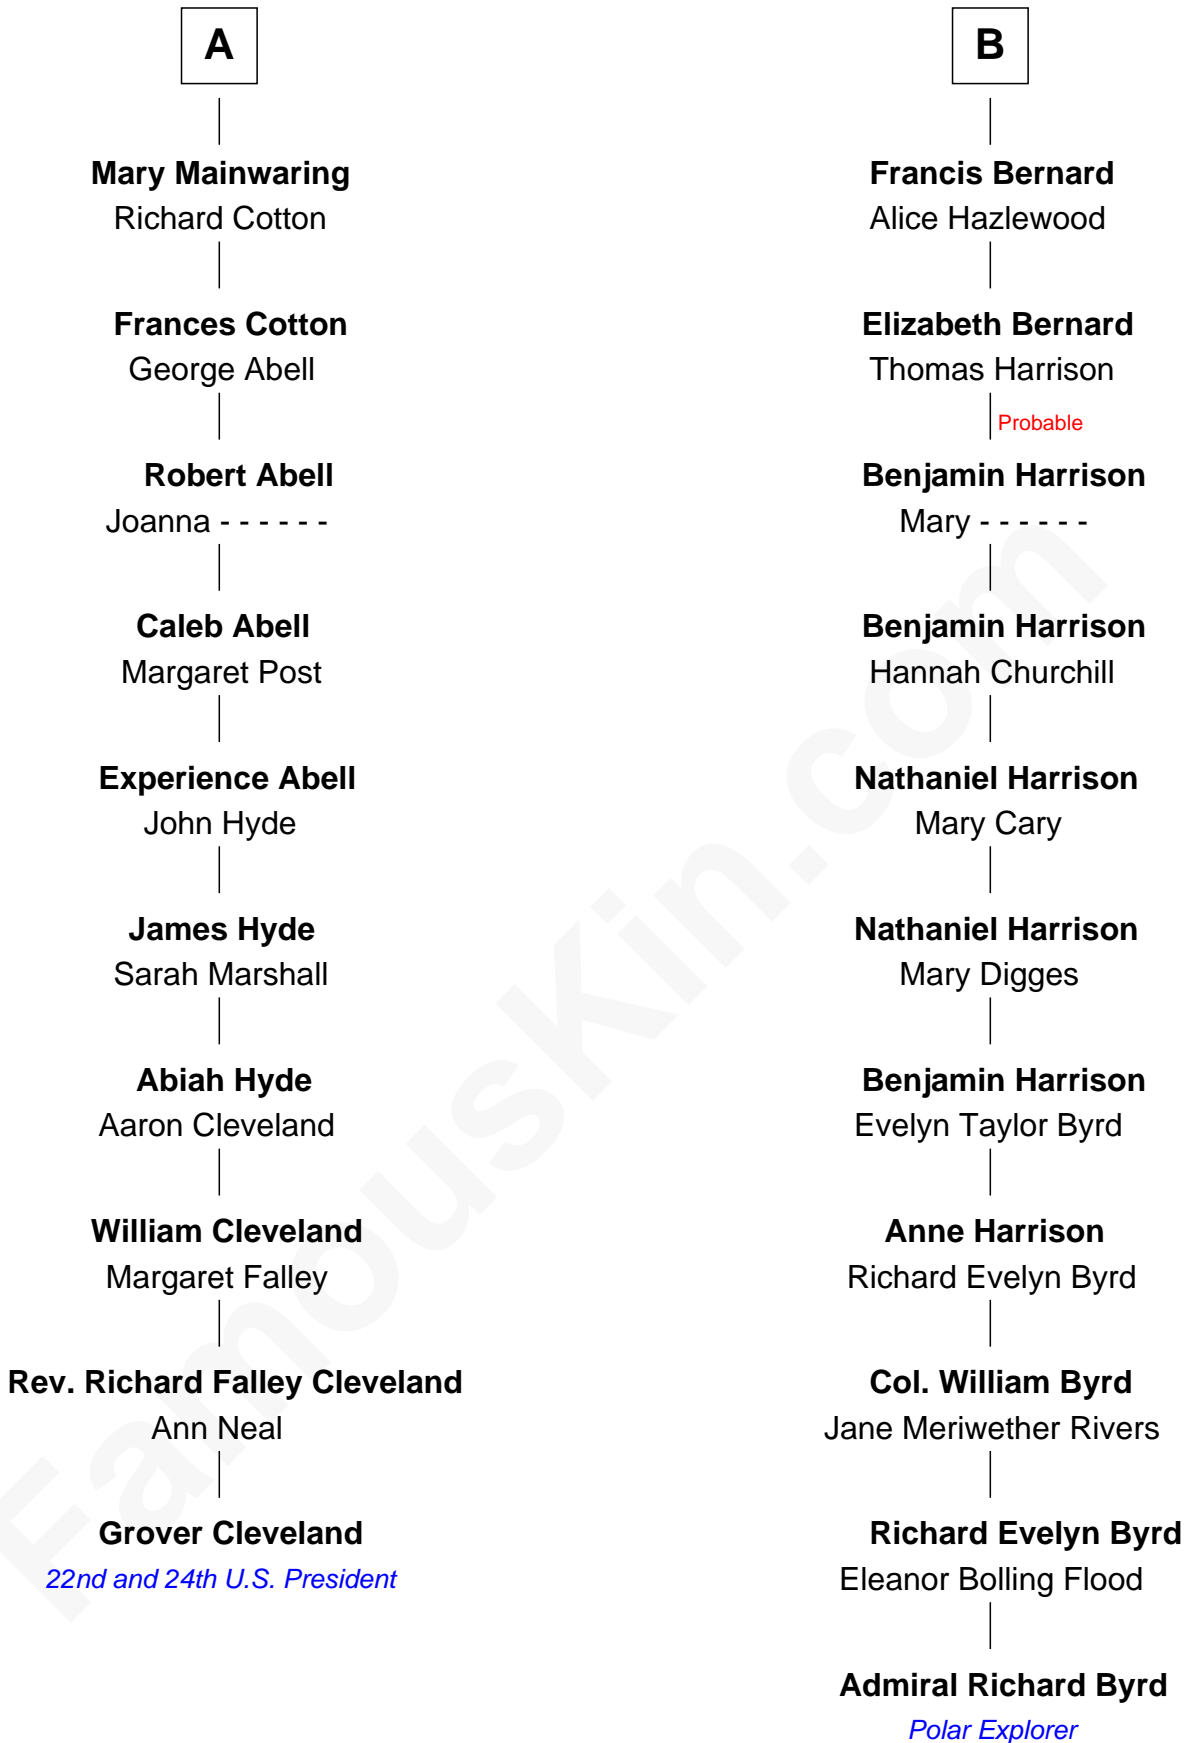 A
Mary Mainwaring
Richard Cotton
Frances Cotton
George Abell
Robert Abell
Joanna - - - - - -
Caleb Abell
Margaret Post
Experience Abell
John Hyde
James Hyde
Sarah Marshall
Abiah Hyde
Aaron Cleveland
William Cleveland
Margaret Falley
Rev. Richard Falley Cleveland
Ann Neal
Grover Cleveland
22nd and 24th U.S. President
B
Francis Bernard
Alice Hazlewood
Elizabeth Bernard
Thomas Harrison
Probable
Benjamin Harrison
Mary - - - - - -
Benjamin Harrison
Hannah Churchill
Nathaniel Harrison
Mary Cary
Nathaniel Harrison
Mary Digges
Benjamin Harrison
Evelyn Taylor Byrd
Anne Harrison
Richard Evelyn Byrd
Col. William Byrd
Jane Meriwether Rivers
Richard Evelyn Byrd
Eleanor Bolling Flood
Admiral Richard Byrd
Polar Explorer
FamousKin.com